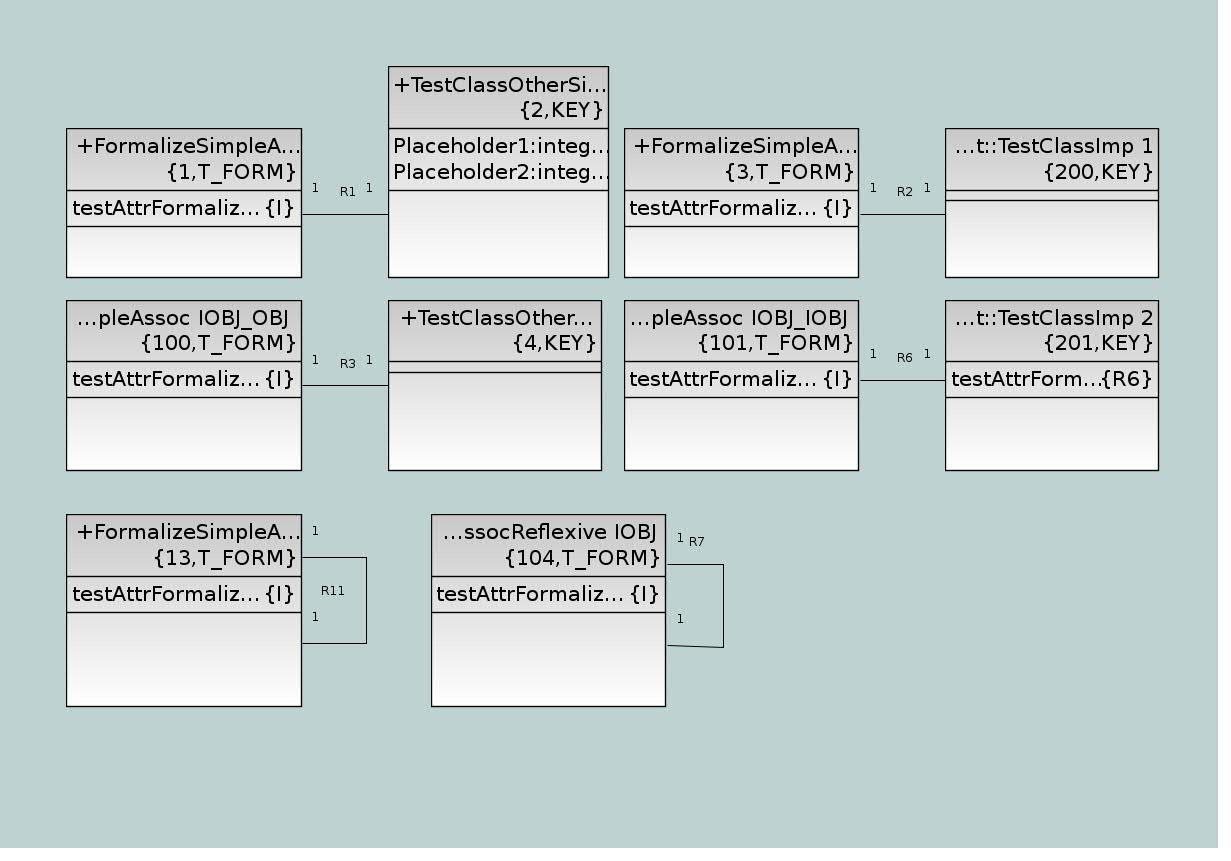 +TestClassOtherSi...
{2,KEY}
Placeholder1:integ...
Placeholder2:integ...
+FormalizeSimpleA...
{1,T_FORM}
testAttrFormaliz... {I}
1 R1 1
+FormalizeSimpleA...
{3,T_FORM}
testAttrFormaliz... {I}
1 R2 1
...t::TestClassImp 1
{200,KEY}
...pleAssoc IOBJ_OBJ
{100,T_FORM}
testAttrFormaliz... {I}
1 R3 1
+TestClassOther...
{4,KEY}
...pleAssoc IOBJ_IOBJ
{101,T_FORM}
testAttrFormaliz... {I}
1 R6 1
...t::TestClassImp 2
{201,KEY}
testAttrForm...{R6}
+FormalizeSimpleA...
{13,T_FORM}
testAttrFormaliz... {I}
1
R11
1
...ssocReflexive IOBJ
{104,T_FORM}
testAttrFormaliz... {I}
1 R7
1